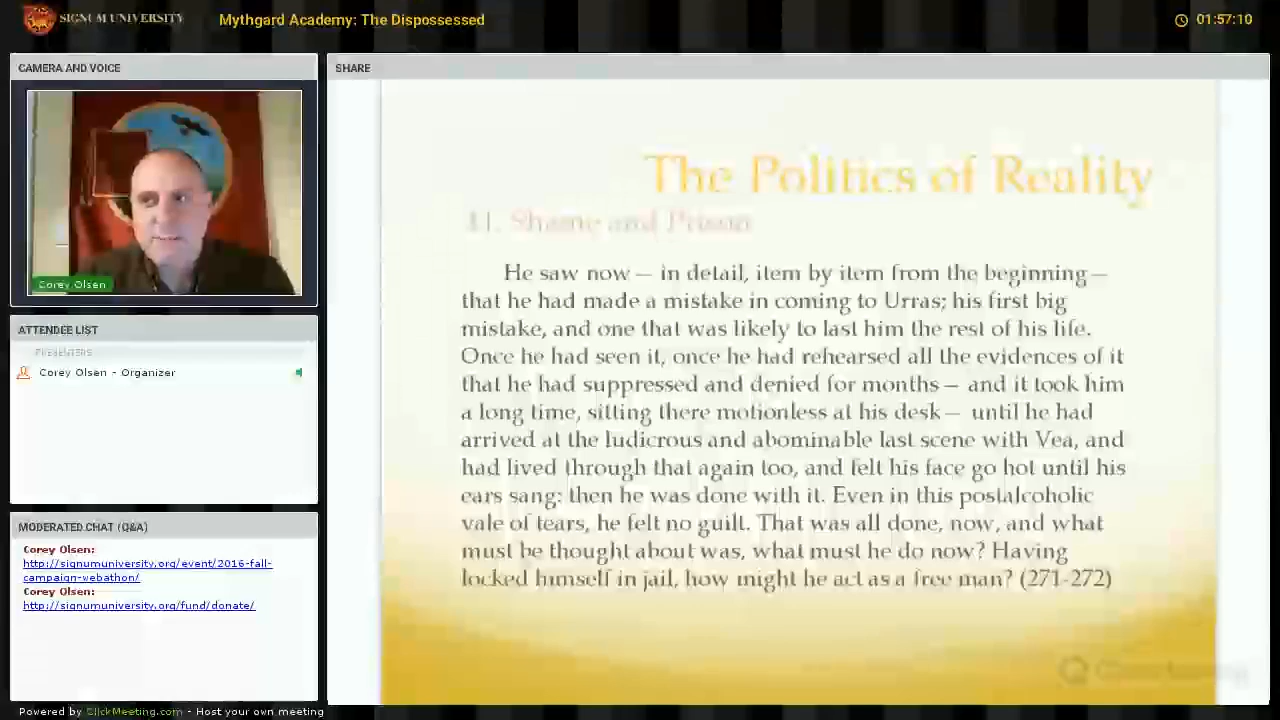 SIGNUM UNIVERSITY
Mythgard Academy: The Dispossessed
01:57:10
CAMERA AND VOICE
Corey Olsen
ATTENDEE LIST
PRESENTERS
Corey Olsen - Organizer
MODERATED CHAT (Q&A)
Corey Olsen:
http://signumuniversity.org/event/2016-fall-
campaign-webathon/
Corey Olsen:
http://signumuniversity.org/fund/donate/
SHARE
The Politics of Reality
11. Shame and Prison
He saw now — in detail, item by item from the beginning —
that he had made a mistake in coming to Urras; his first big
mistake, and one that was likely to last him the rest of his life.
Once he had seen it, once he had rehearsed all the evidences of it
that he had suppressed and denied for months — and it took him
a long time, sitting there motionless at his desk — until he had
arrived at the ludicrous and abominable last scene with Vea, and
had lived through that again too, and felt his face go hot until his
ears sang: then he was done with it. Even in this postalcoholic
vale of tears, he felt no guilt. That was all done, now, and what
must be thought about was, what must he do now? Having
locked himself in jail, how might he act as a free man? (271-272)
Powered by ClickMeeting.com - Host your own meeting